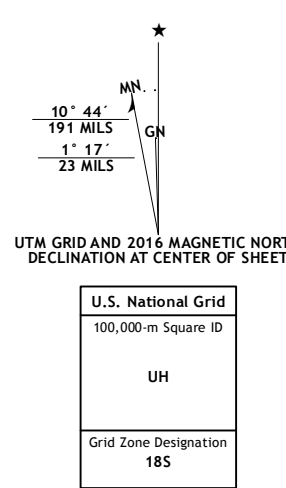 ★
MN
10° 44´
191 MILS
GN
1° 17´
23 MILS
UTM GRID AND 2016 MAGNETIC NORT
DECLINATION AT CENTER OF SHEET
U.S. National Grid
100,000-m Square ID
UH
Grid Zone Designation
18S